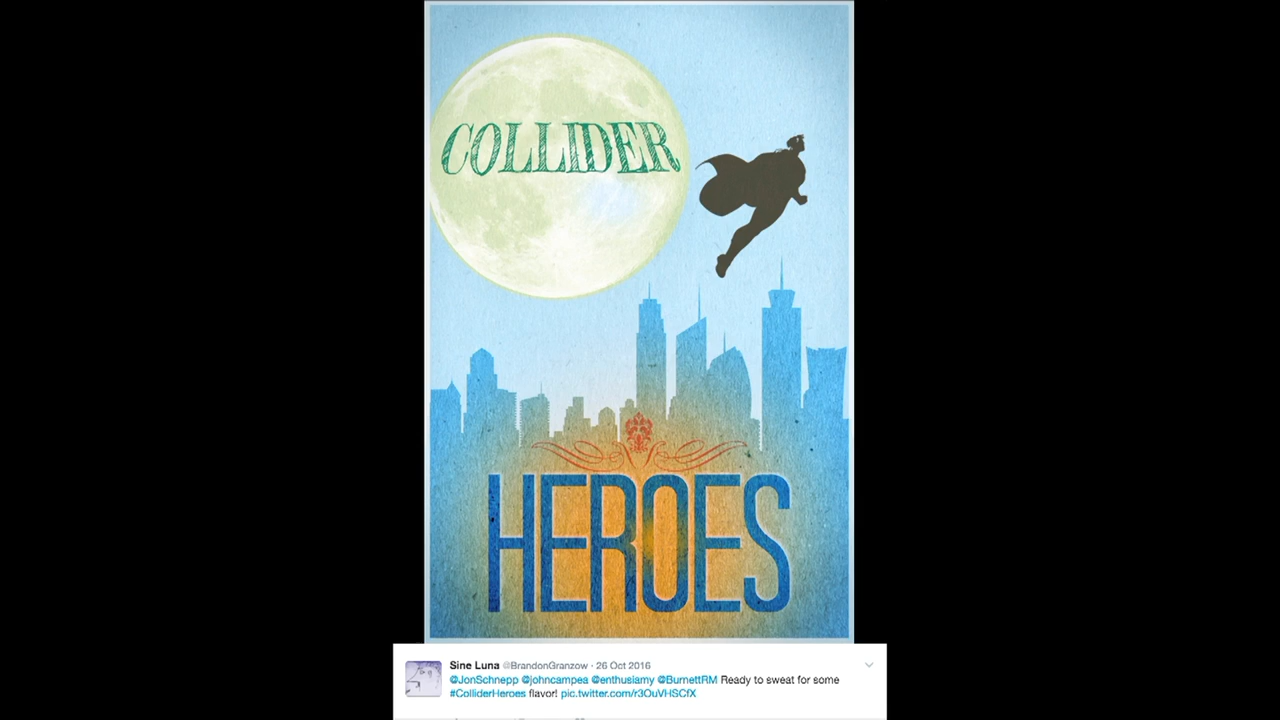 COLLIDER
HEROES
Sine Luna @BrandonGranzow · 26 Oct 2016
@JonSchnepp @johncampea @enthusiamy @BurnettRM Ready to sweat for some
#ColliderHeroes flavor! pic.twitter.com/r3OuVHSCfX